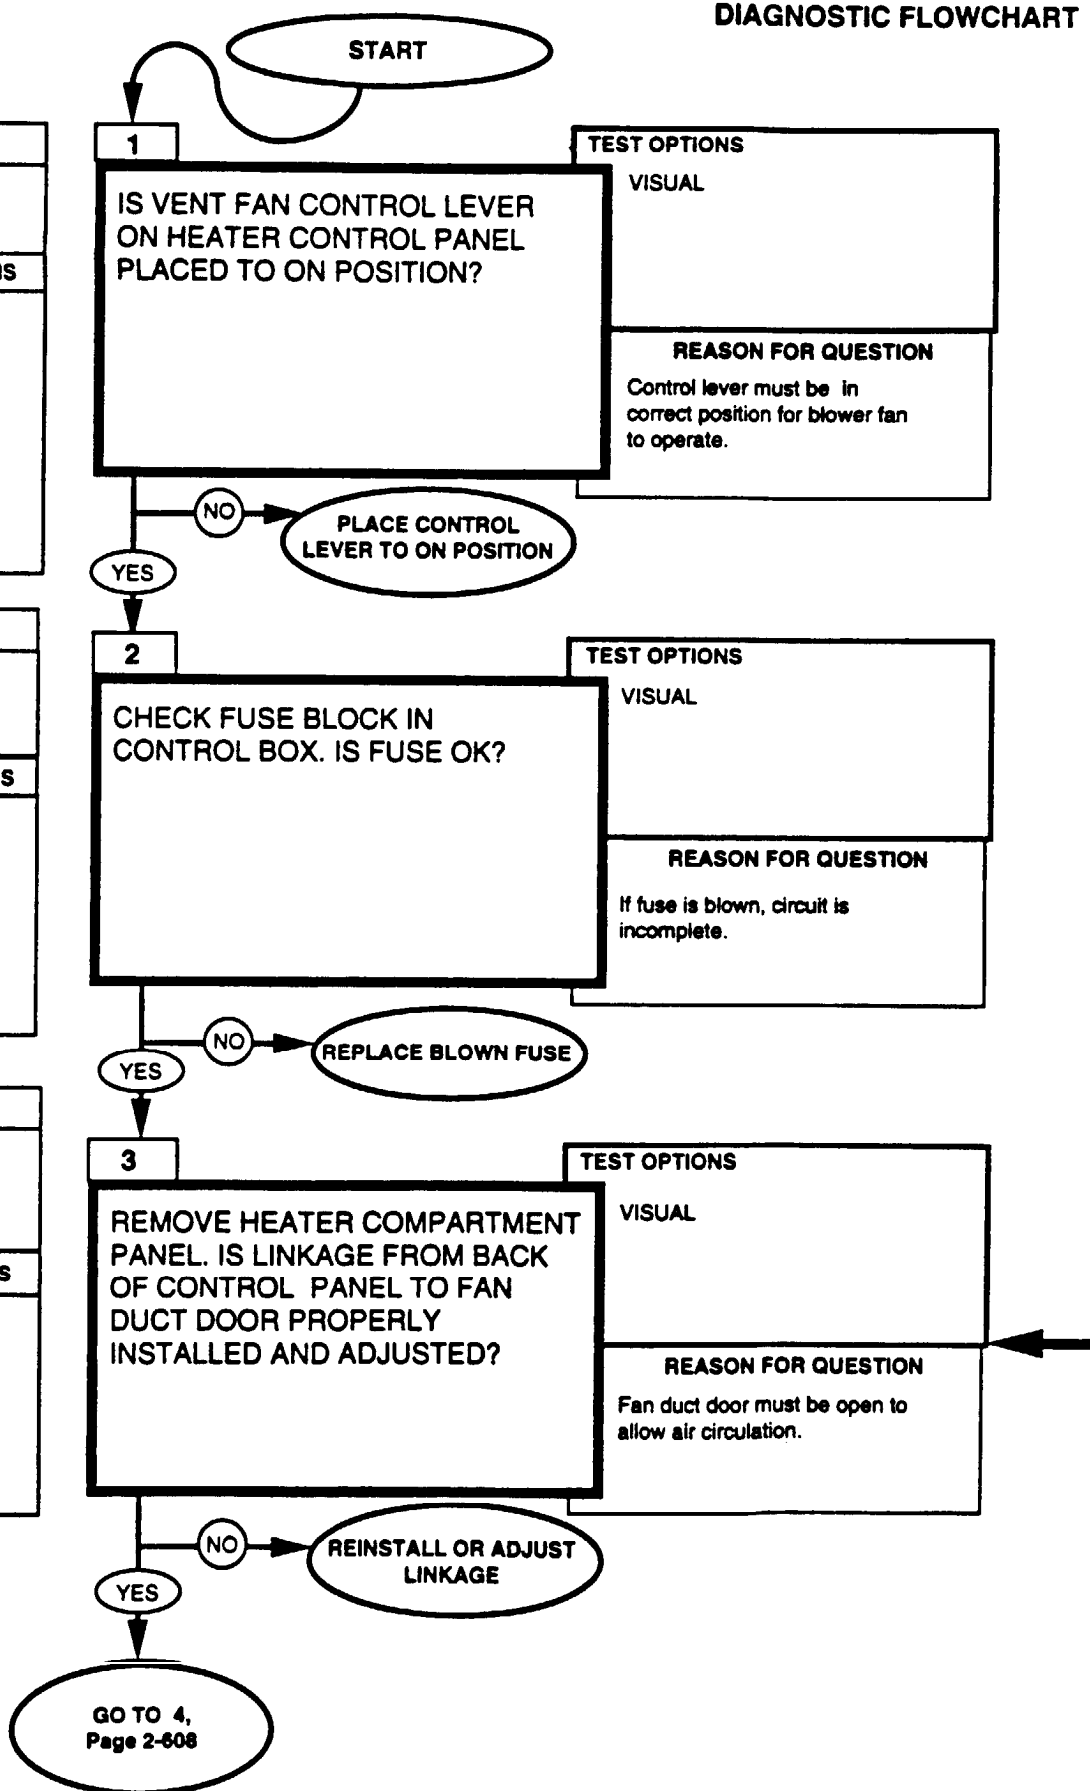 DIAGNOSTIC FLOWCHART
START
1
IS VENT FAN CONTROL LEVER
ON HEATER CONTROL PANEL
PLACED TO ON POSITION?
TEST OPTIONS
VISUAL
REASON FOR QUESTION
Control lever must be in
correct position for blower fan
to operate.
NO
PLACE CONTROL
LEVER TO ON POSITION
YES
2
CHECK FUSE BLOCK IN
CONTROL BOX. IS FUSE OK?
TEST OPTIONS
VISUAL
REASON FOR QUESTION
If fuse is blown, circuit is
incomplete.
NO
REPLACE BLOWN FUSE
YES
3
REMOVE HEATER COMPARTMENT
PANEL. IS LINKAGE FROM BACK
OF CONTROL PANEL TO FAN
DUCT DOOR PROPERLY
INSTALLED AND ADJUSTED?
TEST OPTIONS
VISUAL
REASON FOR QUESTION
Fan duct door must be open to
allow air circulation.
NO
REINSTALL OR ADJUST
LINKAGE
YES
GO TO 4,
Page 2-608